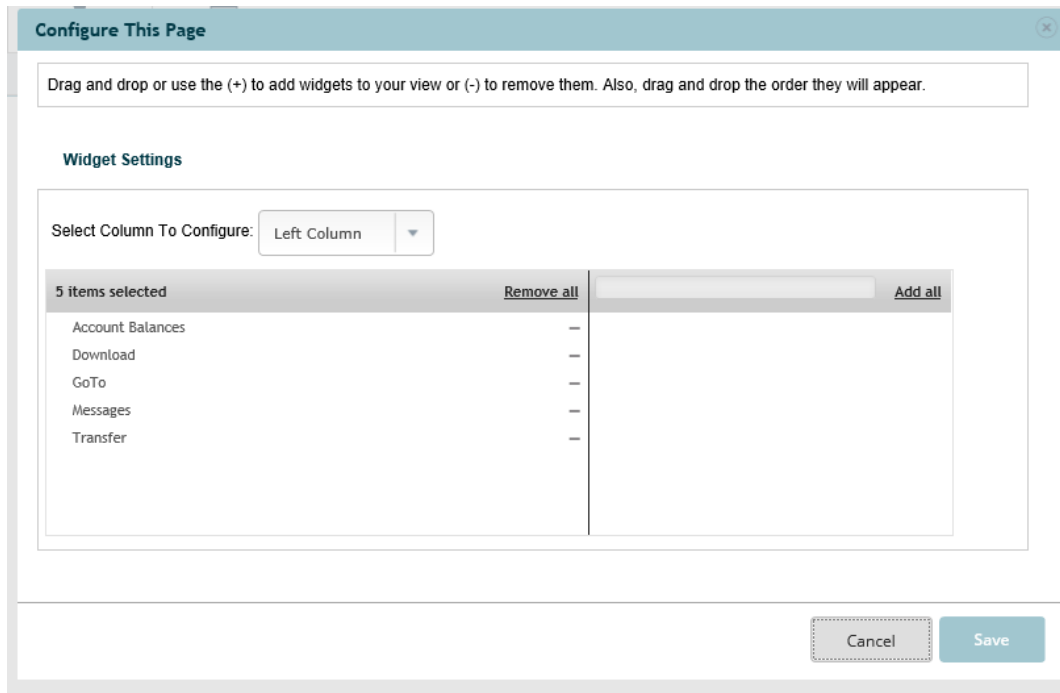 Configure This Page
Drag and drop or use the (+) to add widgets to your view or (-) to remove them. Also, drag and drop the order they will appear.
Widget Settings
Select Column To Configure: Left Column
5 items selected Remove all Add all
Account Balances
Download
GoTo
Messages
Transfer
Cancel Save